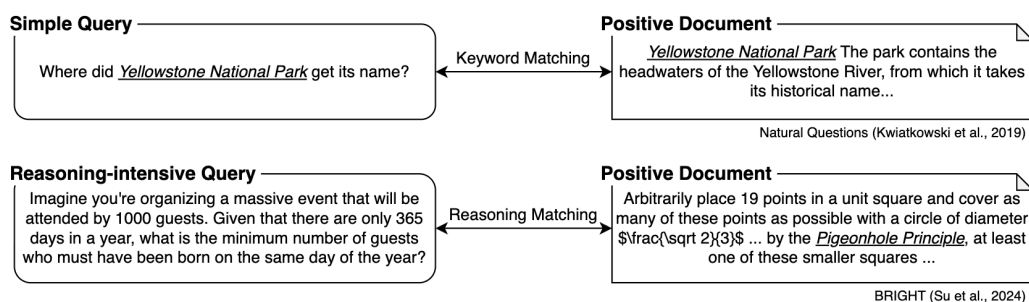 Simple Query
Where did Yellowstone National Park get its name?
Keyword Matching
Positive Document
Yellowstone National Park The park contains the
headwaters of the Yellowstone River, from which it takes
its historical name...
Natural Questions (Kwiatkowski et al., 2019)
Reasoning-intensive Query
Imagine you're organizing a massive event that will be
attended by 1000 guests. Given that there are only 365
days in a year, what is the minimum number of guests
who must have been born on the same day of the year?
Reasoning Matching
Positive Document
Arbitrarily place 19 points in a unit square and cover as
many of these points as possible with a circle of diameter
$\frac{\sqrt 2}{3}$ ... by the Pigeonhole Principle, at least
one of these smaller squares ...
BRIGHT (Su et al., 2024)